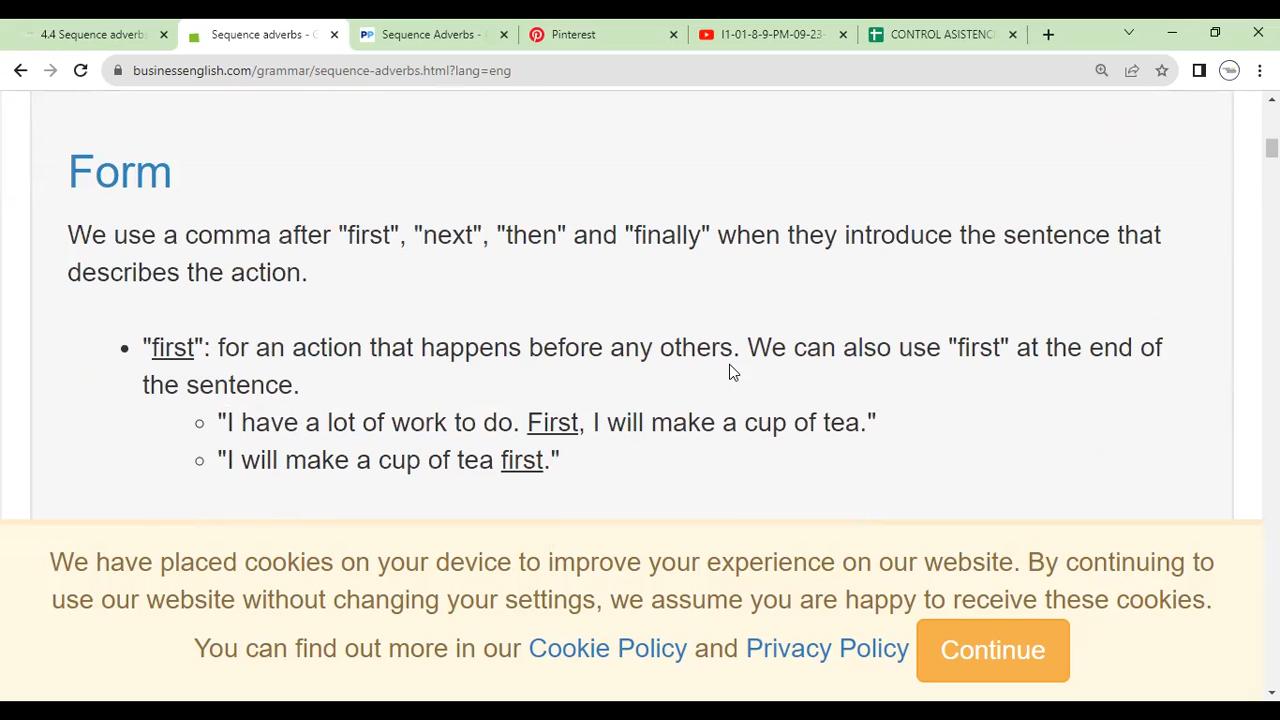 4.4 Sequence adverbs
Sequence adverbs - G
Sequence Adverbs -
Pinterest
I1-01-8-9-PM-09-23-
CONTROL ASISTENC
businessenglish.com/grammar/sequence-adverbs.html?lang=eng
Form
We use a comma after "first", "next", "then" and "finally" when they introduce the sentence that
describes the action.
• "first": for an action that happens before any others. We can also use "first" at the end of
the sentence.
◦ "I have a lot of work to do. First, I will make a cup of tea."
◦ "I will make a cup of tea first."
We have placed cookies on your device to improve your experience on our website. By continuing to
use our website without changing your settings, we assume you are happy to receive these cookies.
You can find out more in our Cookie Policy and Privacy Policy Continue